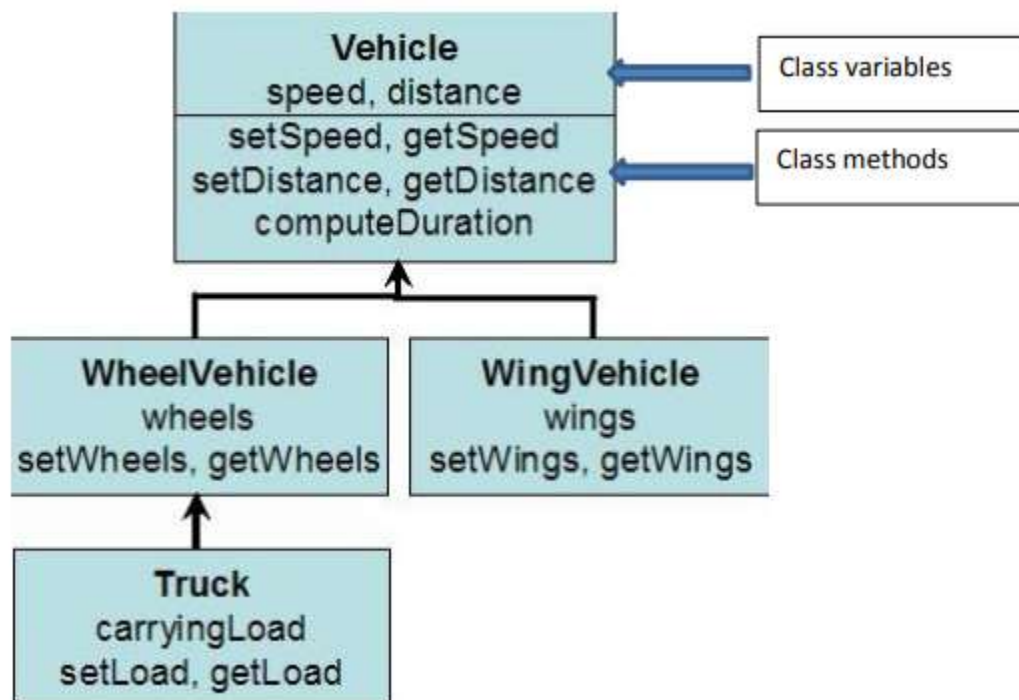 Vehicle
speed, distance
setSpeed, getSpeed
setDistance, getDistance
computeDuration
Class variables
Class methods
WheelVehicle
wheels
setWheels, getWheels
WingVehicle
wings
setWings, getWings
Truck
carryingLoad
setLoad, getLoad